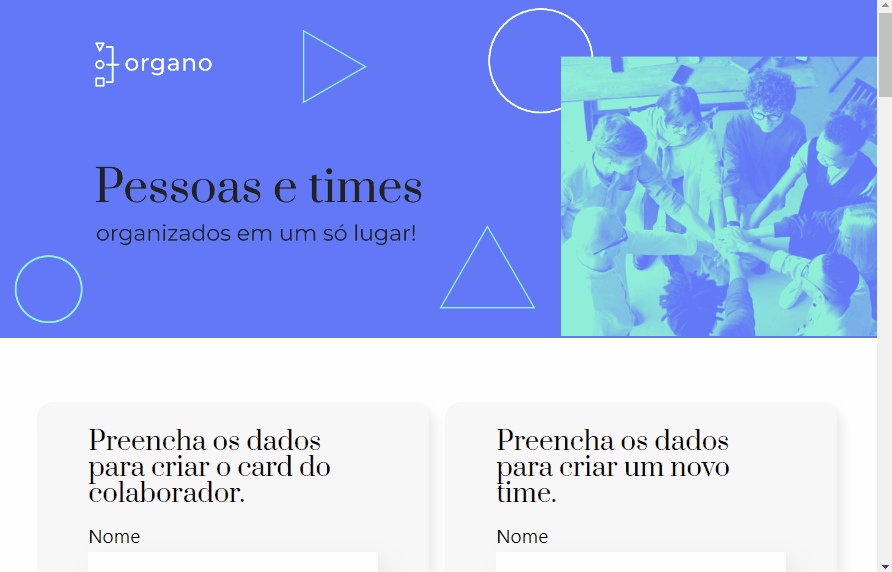 organo
Pessoas e times
organizados em um só lugar!
Preencha os dados
para criar o card do
colaborador.
Nome
Preencha os dados
para criar um novo
time.
Nome